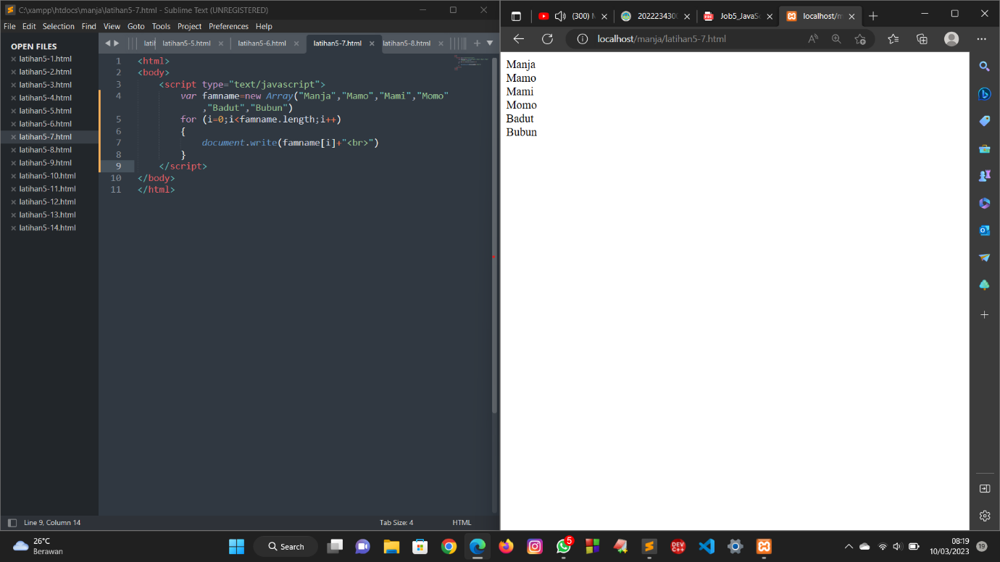 C:\xampp\htdocs\manja\latihan5-7.html - Sublime Text (UNREGISTERED)
File Edit Selection Find View Goto Tools Project Preferences Help
OPEN FILES
latihan5-1.html
latihan5-2.html
latihan5-3.html
latihan5-4.html
latihan5-5.html
latihan5-6.html
latihan5-7.html
latihan5-8.html
latihan5-9.html
latihan5-10.html
latihan5-11.html
latihan5-12.html
latihan5-13.html
latihan5-14.html
latihan5-5.html latihan5-6.html latihan5-7.html latihan5-8.html
1 <html>
2 <body>
3 <script type="text/javascript">
4 var famname=new Array("Manja","Mamo","Mami","Momo"
,"Badut","Bubun")
5 for (i=0;i<famname.length;i++)
6 {
7 document.write(famname[i]+"<br>")
8 }
9 </script>
10 </body>
11 </html>
Line 9, Column 14 Tab Size: 4 HTML
(300) 2022234300 Job5_JavaSc localhost/m
localhost/manja/latihan5-7.html
Manja
Mamo
Mami
Momo
Badut
Bubun
26°C
Berawan
Search
5
DEV
C++
08:19
10/03/2023
19